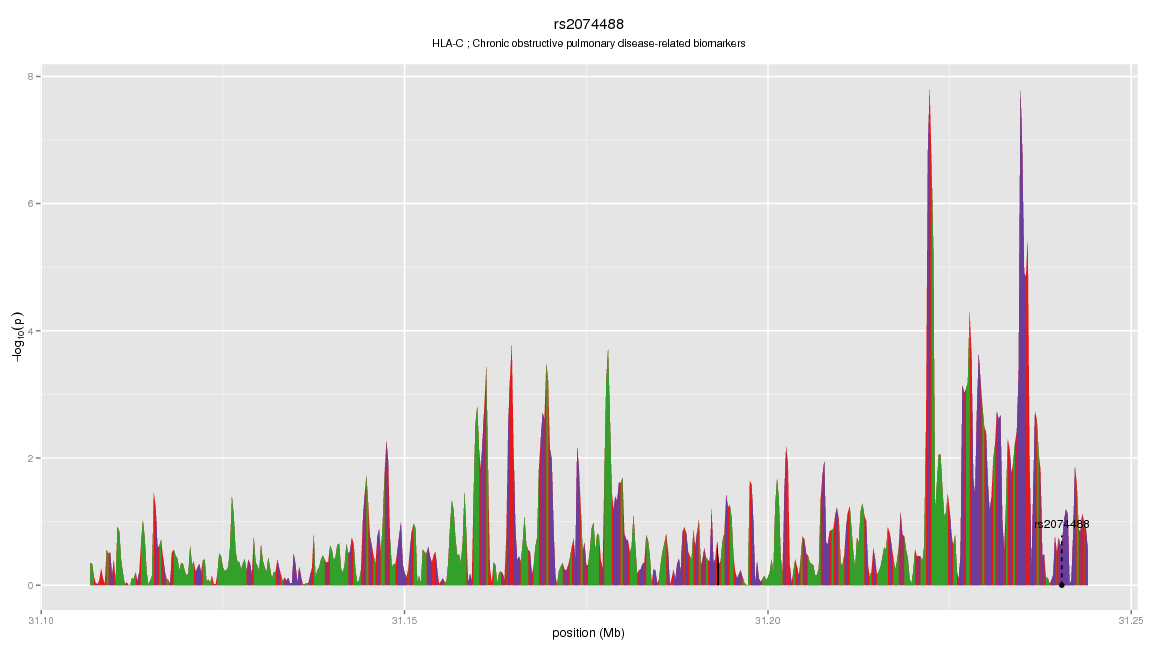 rs2074488
HLA-C ; Chronic obstructive pulmonary disease-related biomarkers
8
6
4
2
0
−log10(p)
rs2074488
31.10
31.15
31.20
31.25
position (Mb)